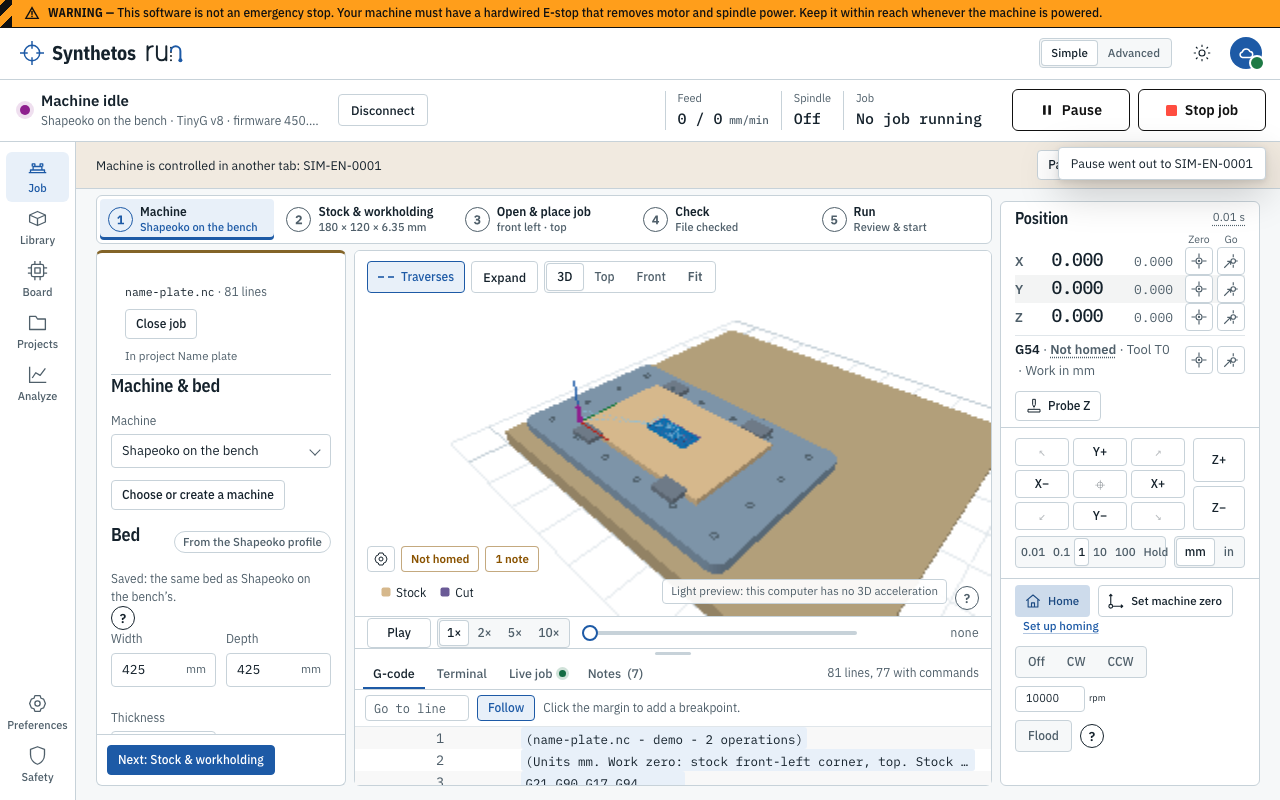 WARNING — This software is not an emergency stop. Your machine must have a hardwired E-stop that removes motor and spindle power. Keep it within reach whenever the machine is powered.
Synthetos run
Simple Advanced
Machine idle
Shapeoko on the bench · TinyG v8 · firmware 450....
Disconnect
Feed
0 / 0 mm/min
Spindle
Off
Job
No job running
Pause
Stop job
Machine is controlled in another tab: SIM-EN-0001
Pause went out to SIM-EN-0001
Job
Library
Board
Projects
Analyze
Preferences
Safety
1 Machine
Shapeoko on the bench
2 Stock & workholding
180 × 120 × 6.35 mm
3 Open & place job
front left · top
4 Check
File checked
5 Run
Review & start
name-plate.nc · 81 lines
Close job
In project Name plate
Machine & bed
Machine
Shapeoko on the bench
Choose or create a machine
Bed
From the Shapeoko profile
Saved: the same bed as Shapeoko on
the bench's.
?
Width Depth
425 mm 425 mm
Thickness
Next: Stock & workholding
Traverses Expand 3D Top Front Fit
Not homed 1 note
Stock Cut
Light preview: this computer has no 3D acceleration
?
Play 1× 2× 5× 10× none
G-code Terminal Live job Notes (7) 81 lines, 77 with commands
Go to line Follow Click the margin to add a breakpoint.
1 (name-plate.nc - demo - 2 operations)
2 (Units mm. Work zero: stock front-left corner, top. Stock …
3 G21 G90 G17 G94
Position 0.01 s
Zero Go
X 0.000 0.000
Y 0.000 0.000
Z 0.000 0.000
G54 · Not homed · Tool T0
· Work in mm
Probe Z
↖ Y+ ↗ Z+
X− X+
↙ Y− ↘ Z−
0.01 0.1 1 10 100 Hold mm in
Home Set machine zero
Set up homing
Off CW CCW
10000 rpm
Flood ?